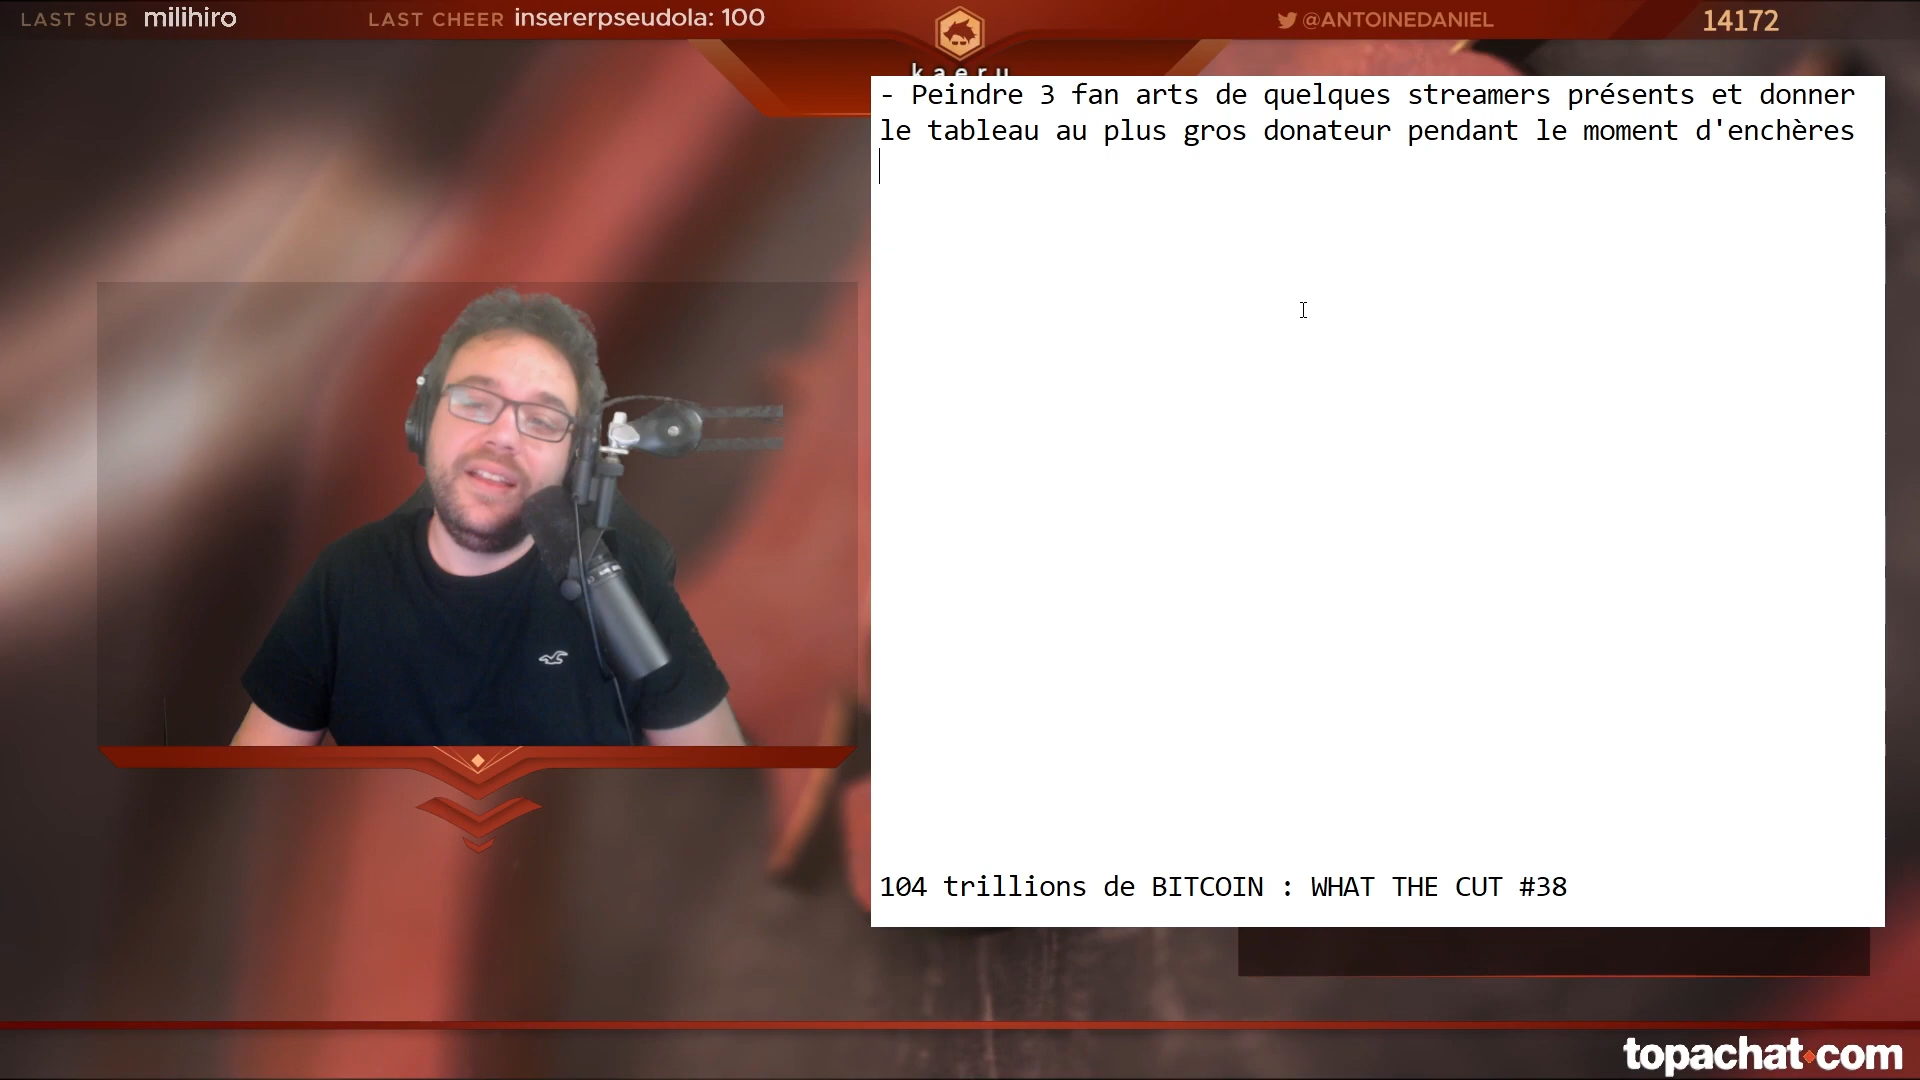 LAST SUB milihiro
LAST CHEER insererpseudola: 100
@ANTOINEDANIEL
14172
kaeru
- Peindre 3 fan arts de quelques streamers présents et donner
le tableau au plus gros donateur pendant le moment d'enchères
104 trillions de BITCOIN : WHAT THE CUT #38
topachat.com